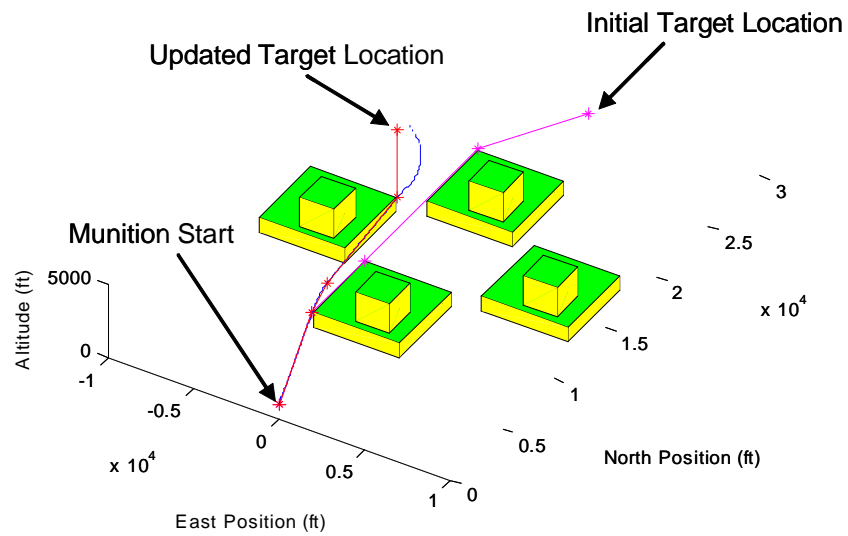 Initial Target Location
Updated Target Location
Munition Start
Altitude (ft)
5000
0
-1
-0.5
0
0.5
1
x 10^4
East Position (ft)
0
0.5
1
1.5
2
2.5
3
x 10^4
North Position (ft)